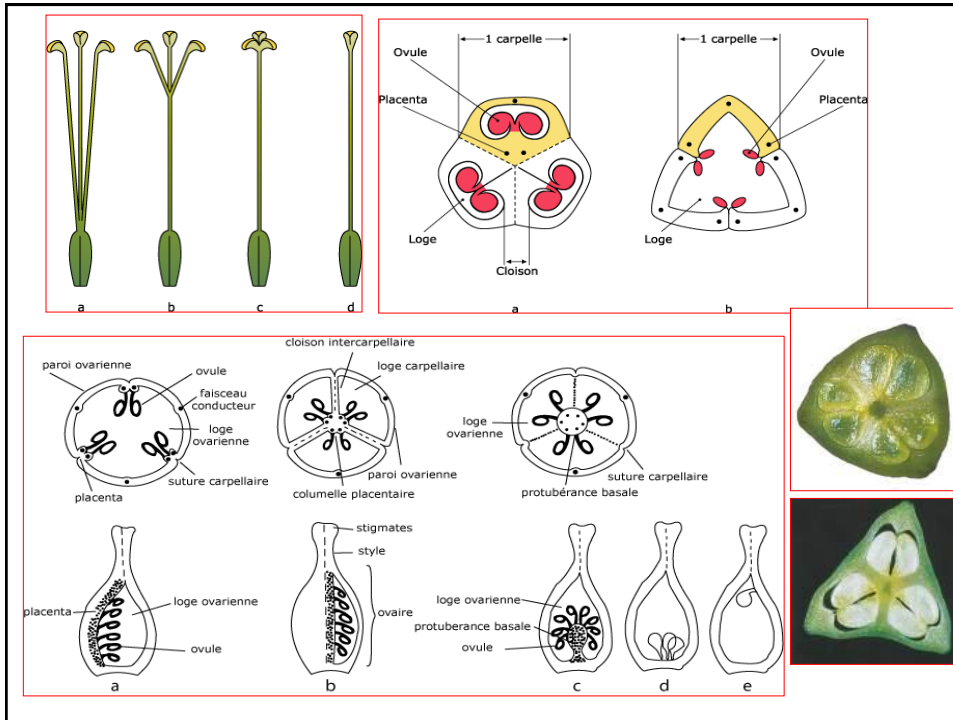 a b c d
1 carpelle
Ovule
Placenta
Loge
Cloison
a
1 carpelle
Ovule
Placenta
Loge
b
paroi ovarienne
ovule
faisceau
conducteur
loge
ovarienne
suture carpellaire
placenta
cloison intercarpellaire
loge carpellaire
paroi ovarienne
columelle placentaire
loge
ovarienne
suture carpellaire
protubérance basale
placenta
loge ovarienne
ovule
a
stigmates
style
ovaire
b
loge ovarienne
protuberance basale
ovule
c d e